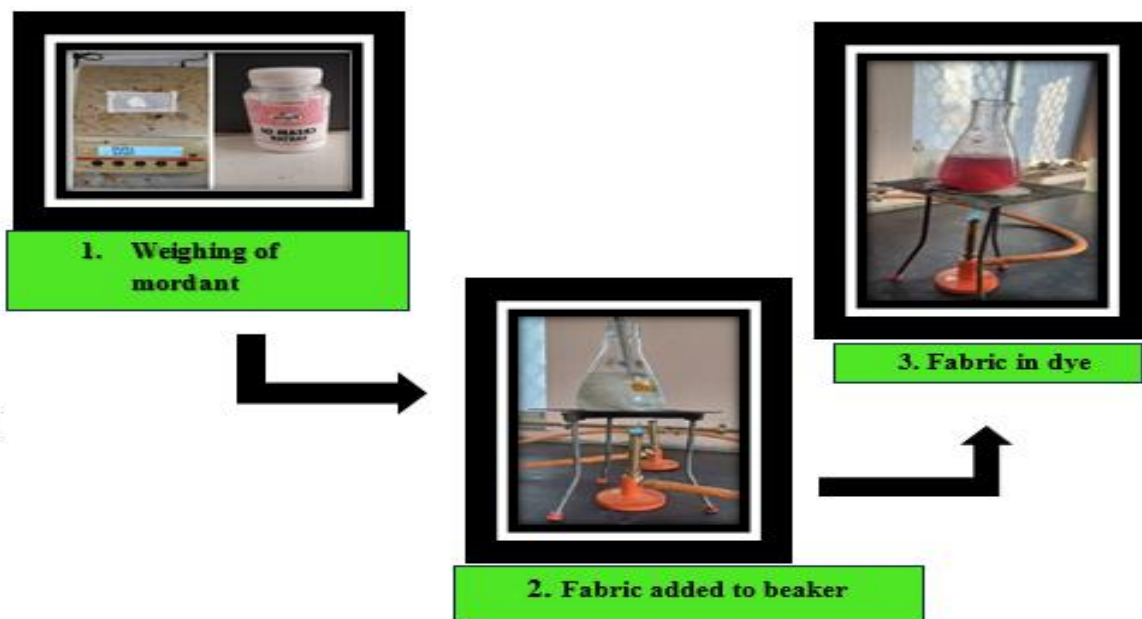 1. Weighing of
mordant
2. Fabric added to beaker
3. Fabric in dye